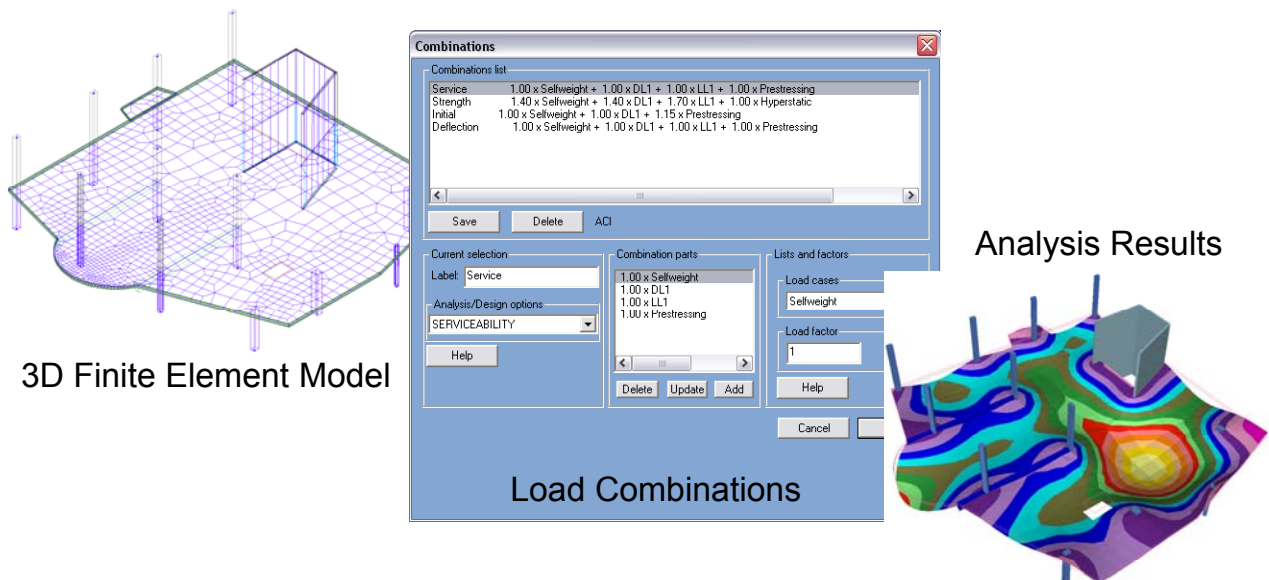 Combinations
Combinations list
Service 1.00 x Selfweight + 1.00 x DL1 + 1.00 x LL1 + 1.00 x Prestressing
Strength 1.40 x Selfweight + 1.40 x DL1 + 1.70 x LL1 + 1.00 x Hyperstatic
Initial 1.00 x Selfweight + 1.00 x DL1 + 1.15 x Prestressing
Deflection 1.00 x Selfweight + 1.00 x DL1 + 1.00 x LL1 + 1.00 x Prestressing
Save Delete ACI
Current selection
Label: Service
Analysis/Design options
SERVICEABILITY
Help
Combination parts
1.00 x Selfweight
1.00 x DL1
1.00 x LL1
1.00 x Prestressing
Delete Update Add
Lists and factors
Load cases
Selfweight
Load factor
1
Help
Cancel
3D Finite Element Model
Load Combinations
Analysis Results